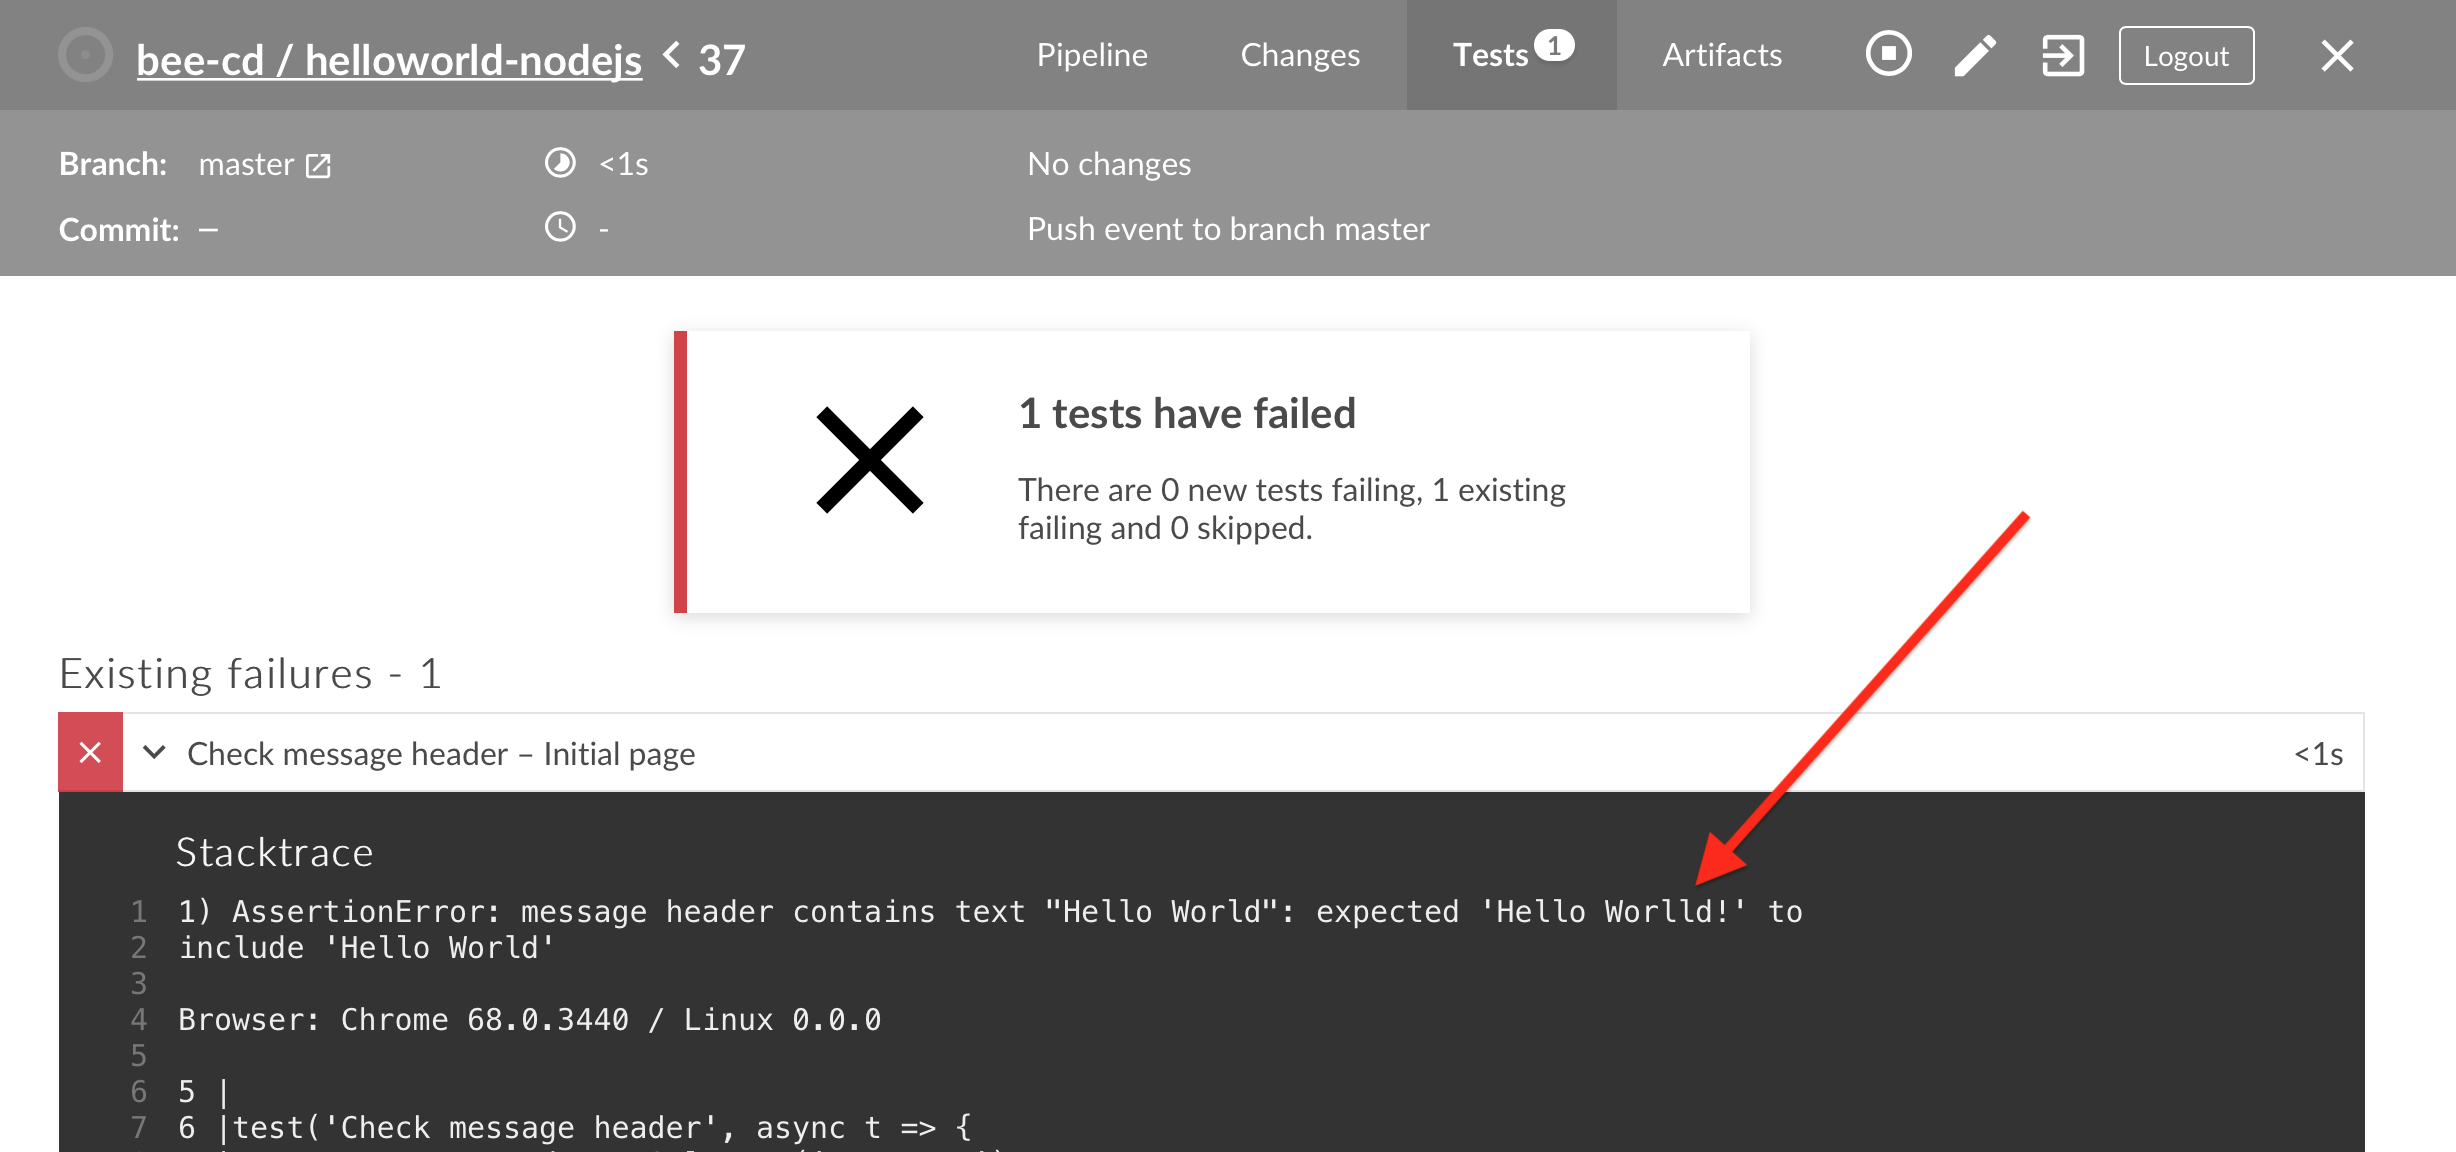 bee-cd / helloworld-nodejs < 37
Pipeline
Changes
Tests 1
Artifacts
Logout
Branch: master
<1s
No changes
Commit: —
-
Push event to branch master
1 tests have failed
There are 0 new tests failing, 1 existing
failing and 0 skipped.
Existing failures - 1
Check message header – Initial page
<1s
Stacktrace
1 1) AssertionError: message header contains text "Hello World": expected 'Hello Worlld!' to
2 include 'Hello World'
3
4 Browser: Chrome 68.0.3440 / Linux 0.0.0
5
6 5 |
7 6 |test('Check message header', async t => {